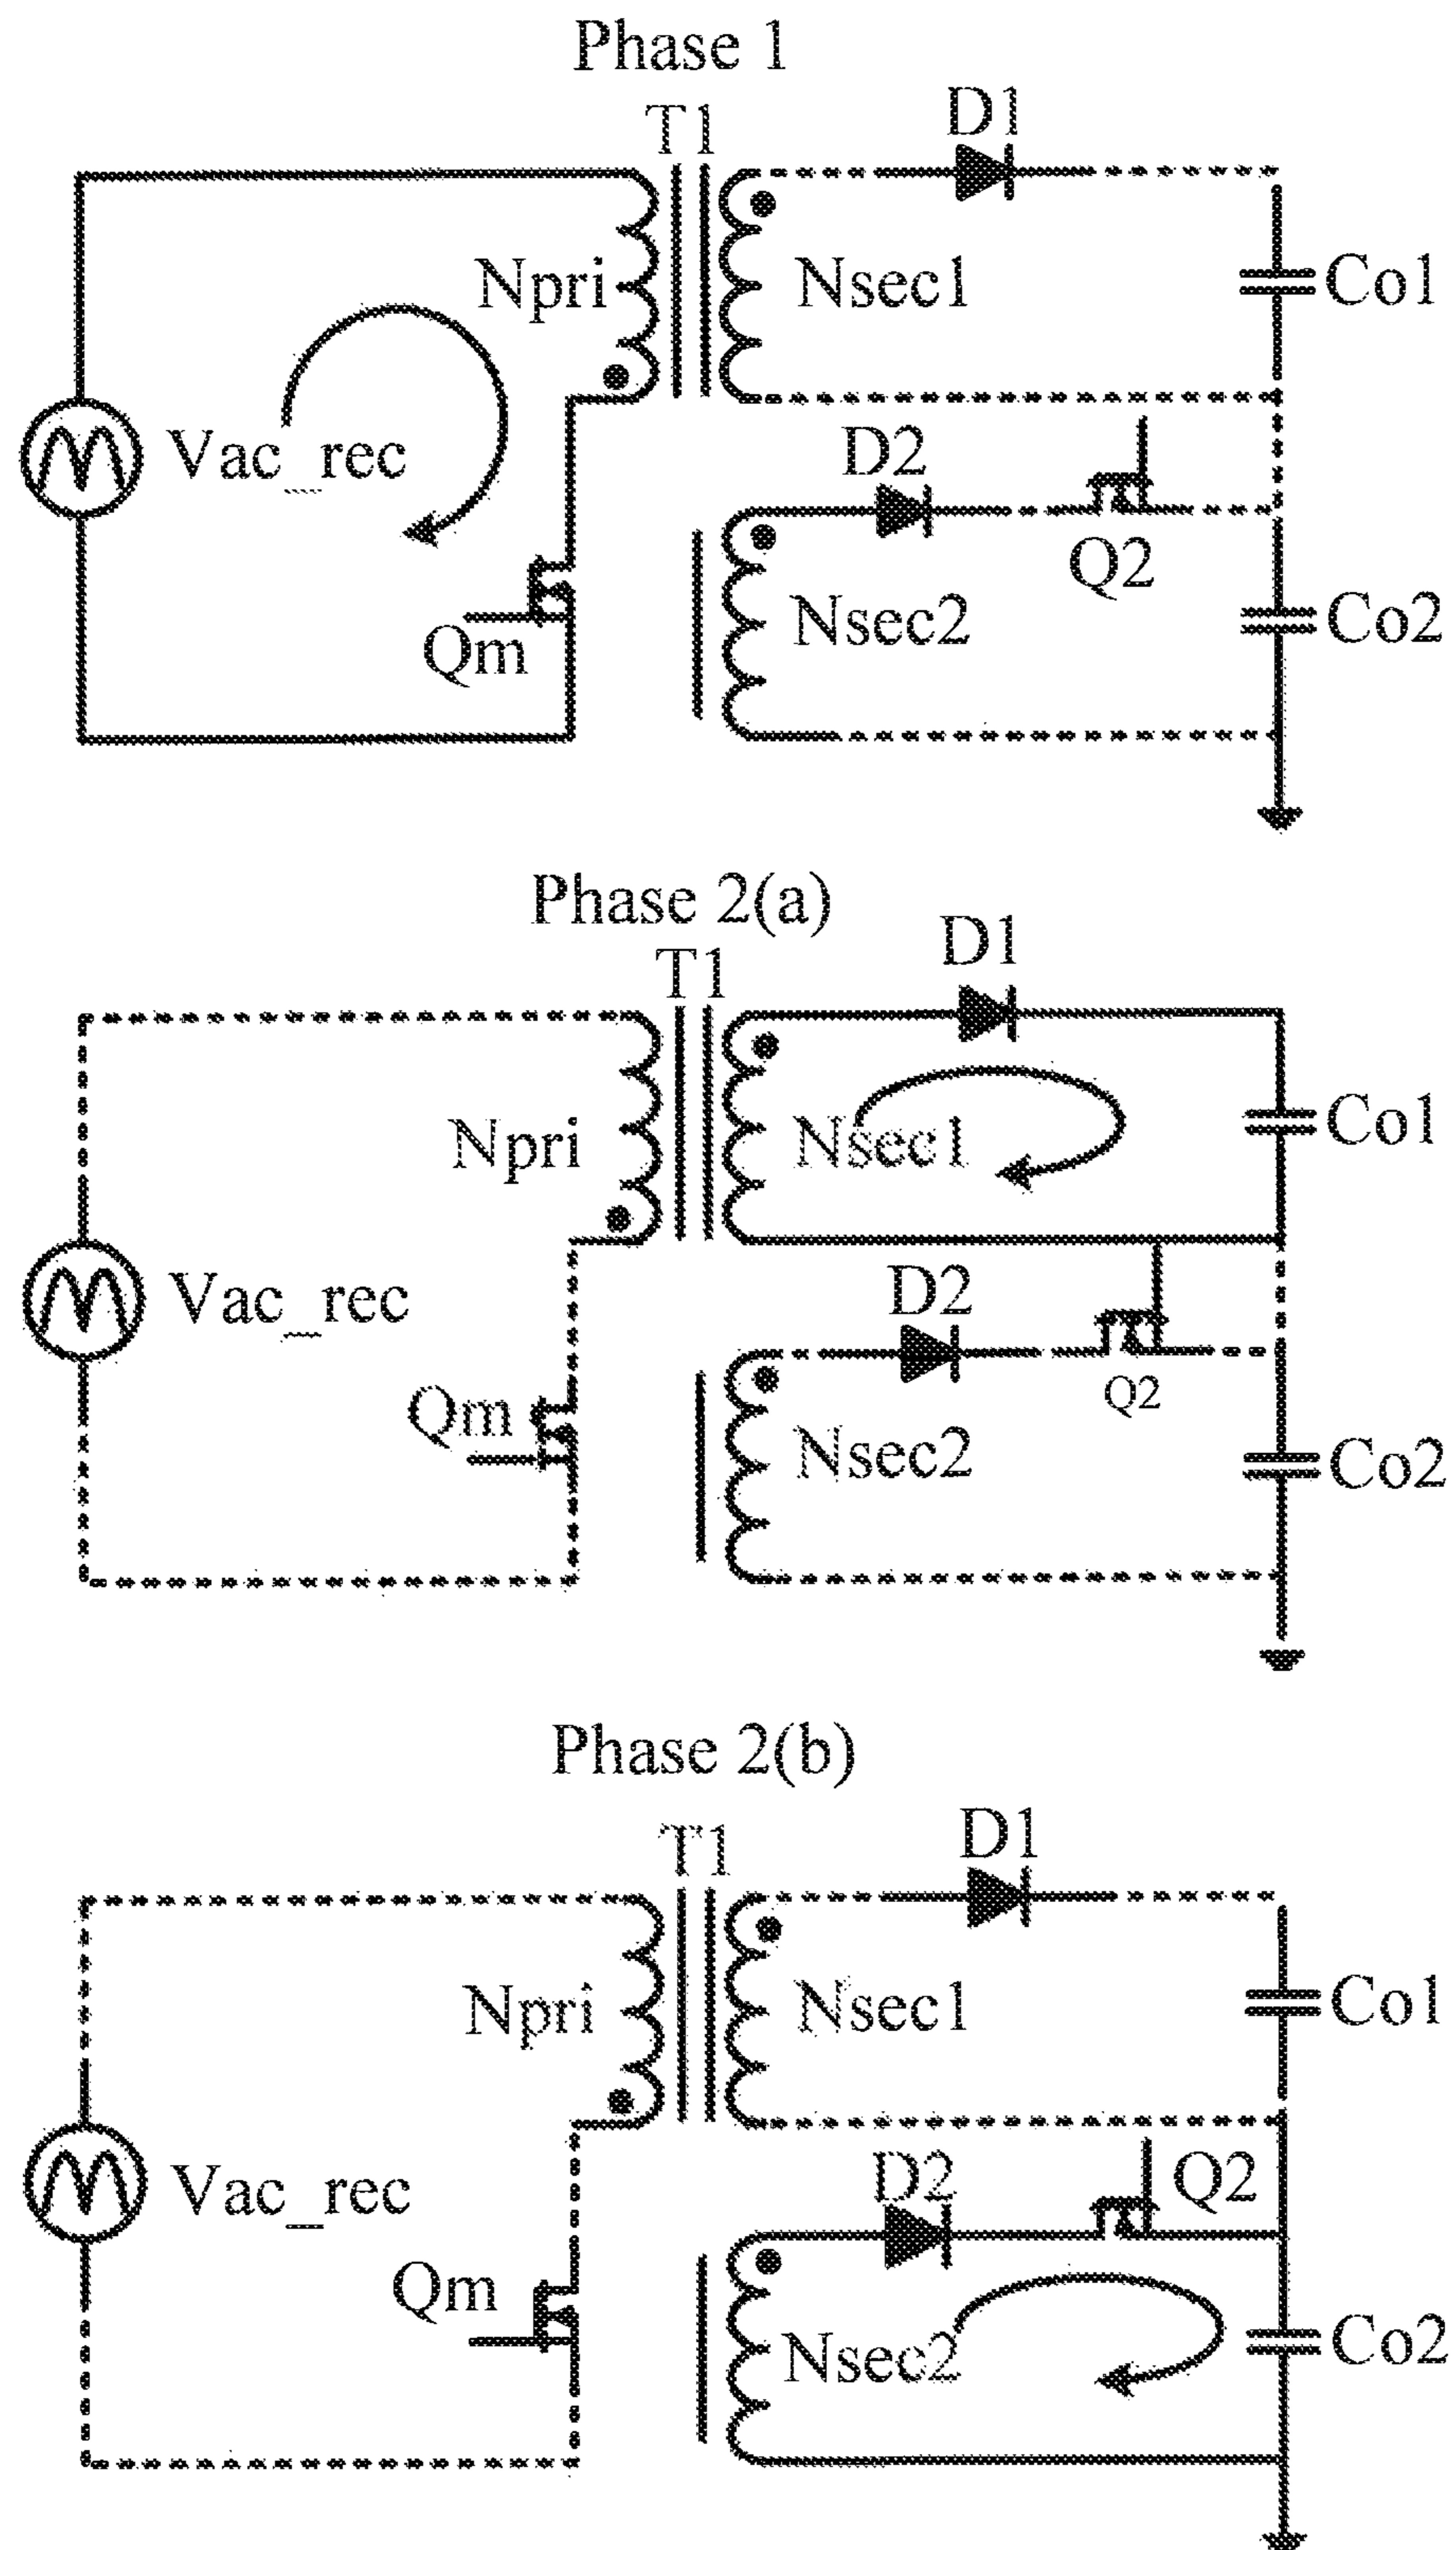 Phase 1
T1
D1
Npri
Nsec1
Co1
Vac_rec
D2
Q2
Qm
Nsec2
Co2
Phase 2(a)
T1
D1
Npri
Nsec1
Co1
Vac_rec
D2
Q2
Qm
Nsec2
Co2
Phase 2(b)
T1
D1
Npri
Nsec1
Co1
Vac_rec
D2
Q2
Qm
Nsec2
Co2